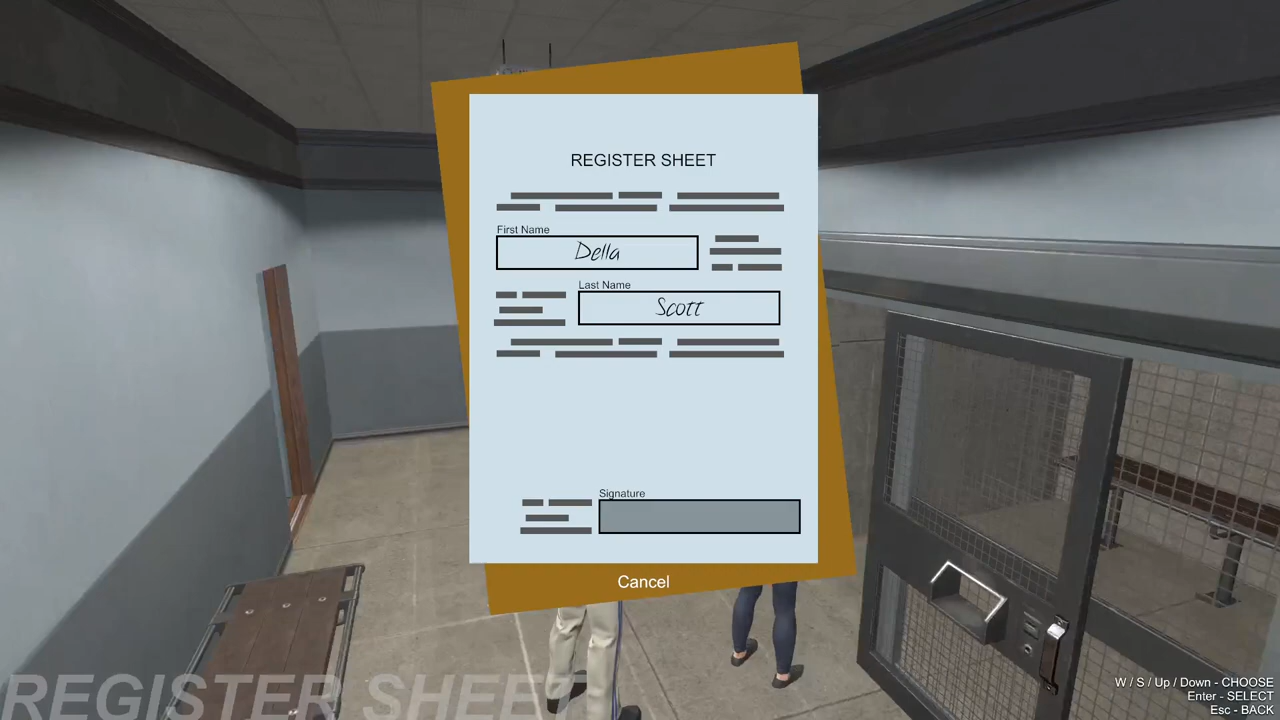 REGISTER SHEET
First Name
Della
Last Name
Scott
Signature
Cancel
REGISTER SHEET
W / S / Up / Down - CHOOSE
Enter - SELECT
Esc - BACK